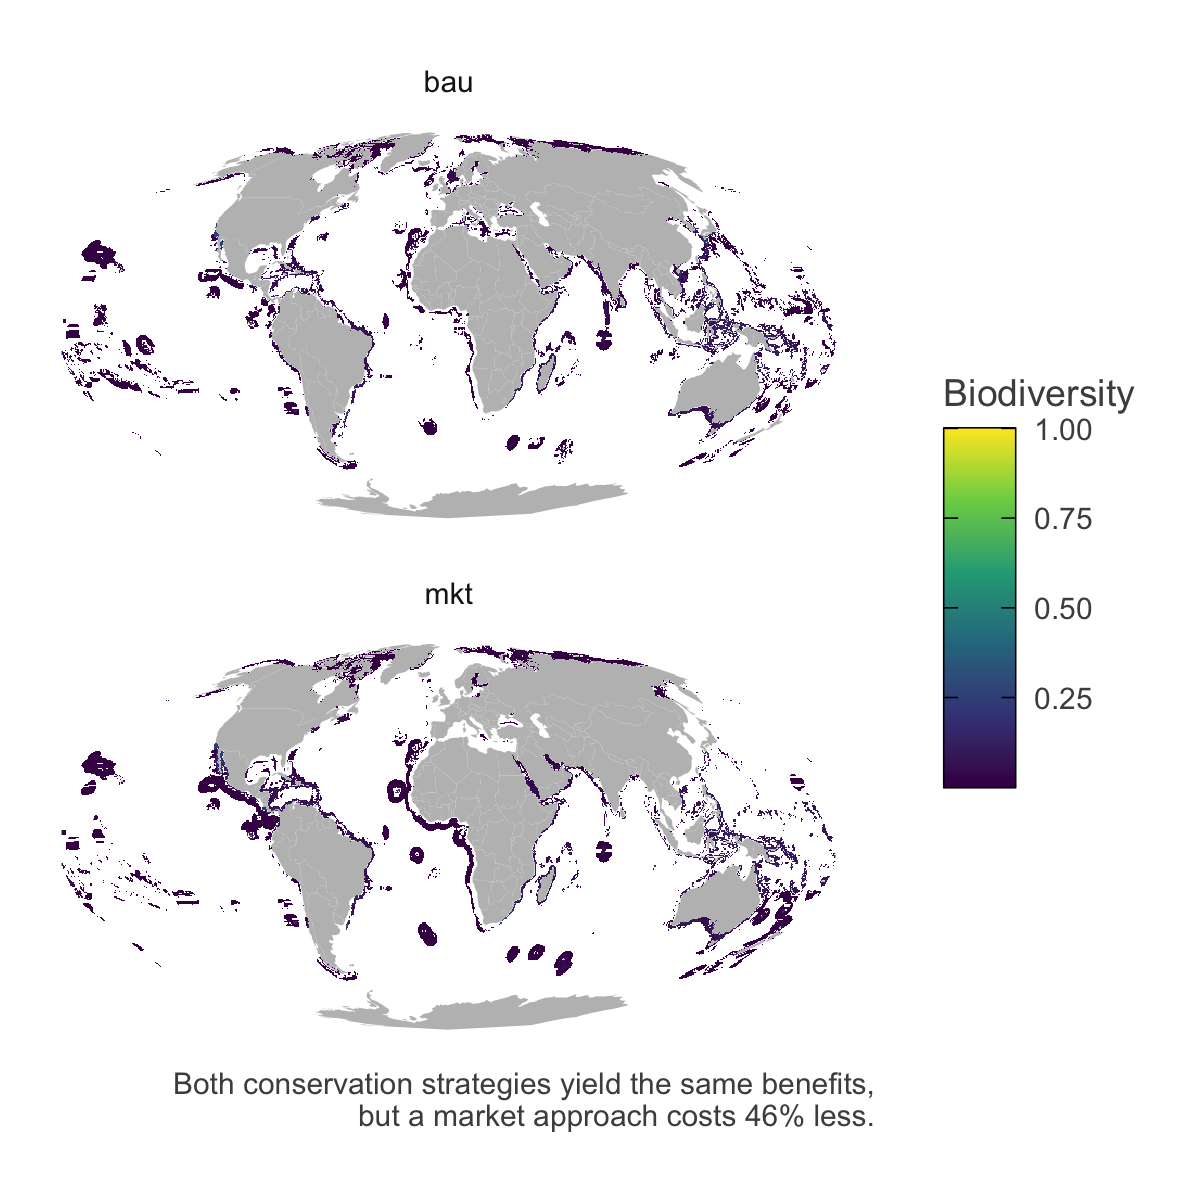 bau
Biodiversity
1.00
0.75
0.50
0.25
mkt
Both conservation strategies yield the same benefits,
but a market approach costs 46% less.